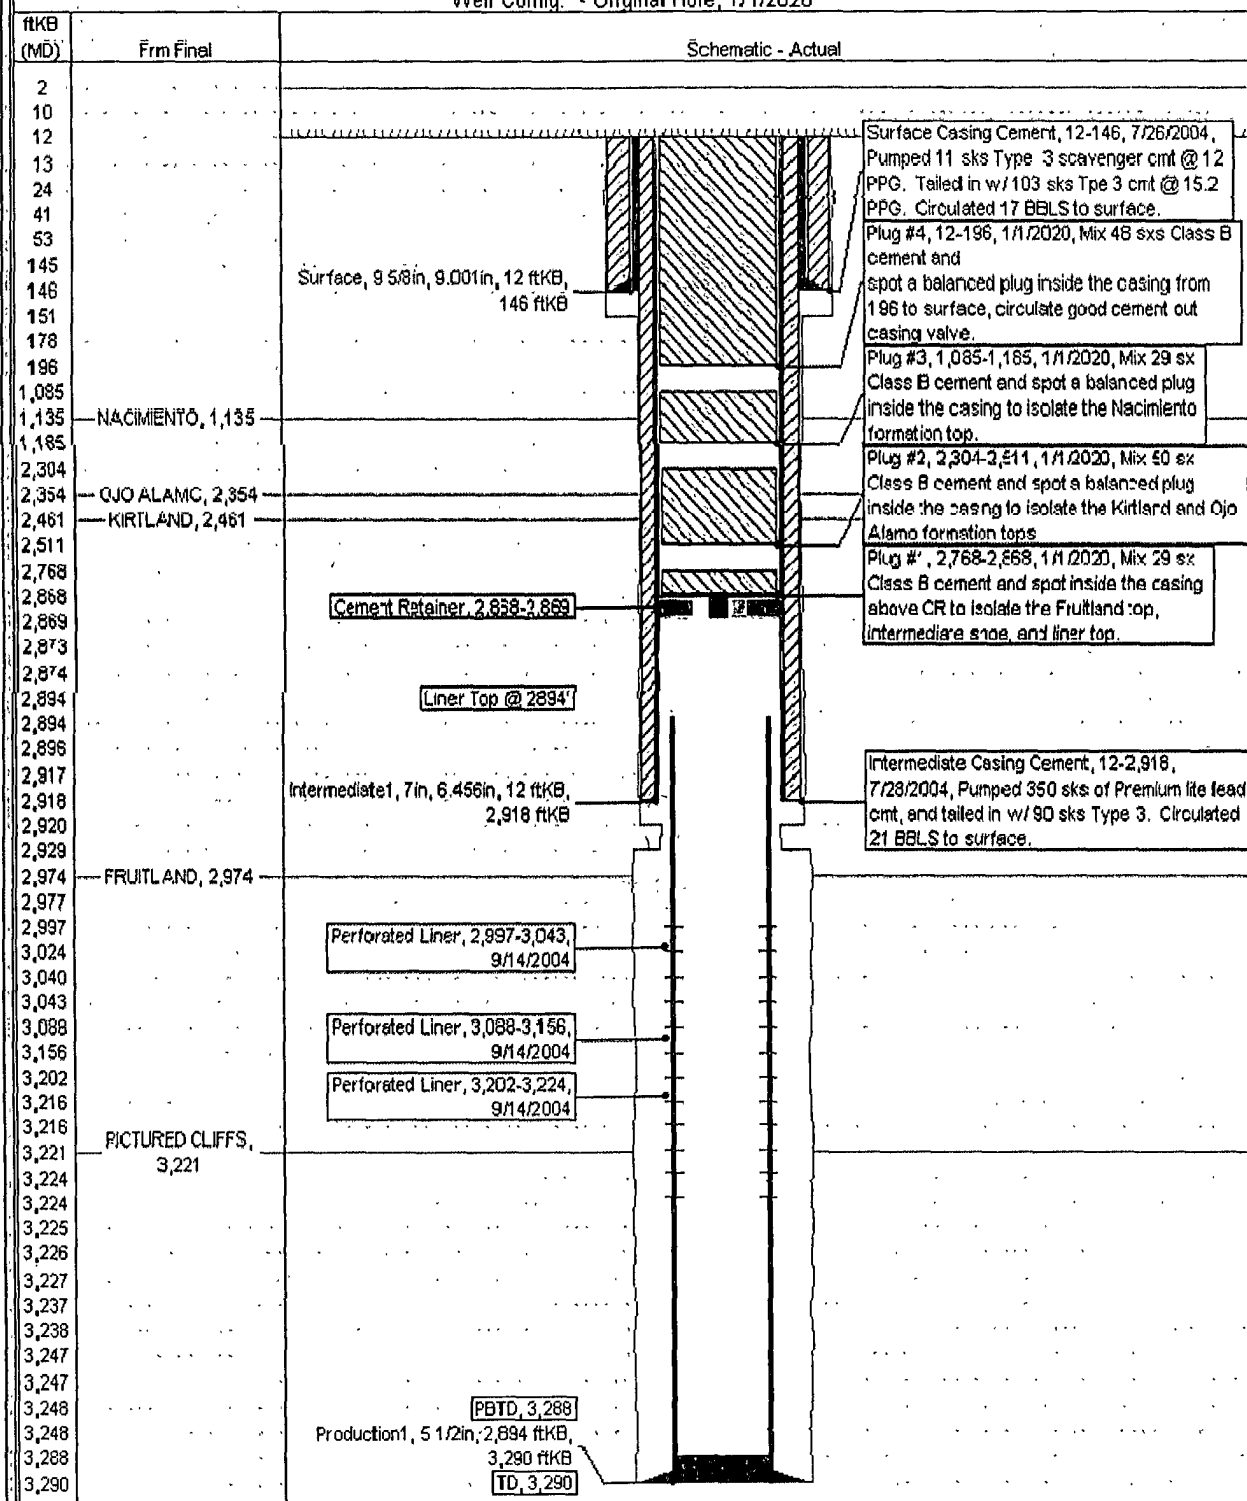 Well Config. - Original Hole, 1/1/2020
ftKB
(MD)
Frm Final
Schematic - Actual
2
10
12
13
24
41
53
145
146
151
178
196
1,085
1,135
1,185
2,304
2,354
2,461
2,511
2,768
2,868
2,869
2,873
2,874
2,894
2,894
2,896
2,917
2,918
2,920
2,929
2,974
2,977
2,997
3,024
3,040
3,043
3,088
3,156
3,202
3,216
3,216
3,221
3,224
3,224
3,225
3,226
3,227
3,237
3,238
3,247
3,247
3,248
3,248
3,288
3,290
NACIMIENTO, 1,135
OJO ALAMO, 2,354
KIRTLAND, 2,461
FRUITLAND, 2,974
PICTURED CLIFFS,
3,221
Surface, 9 5/8in, 9.001in, 12 ftKB,
146 ftKB
Cement Retainer, 2,868-2,869
Liner Top @ 2894'
Intermediate1, 7in, 6.456in, 12 ftKB,
2,918 ftKB
Perforated Liner, 2,997-3,043,
9/14/2004
Perforated Liner, 3,088-3,156,
9/14/2004
Perforated Liner, 3,202-3,224,
9/14/2004
PBTD, 3,288
Production1, 5 1/2in, 2,894 ftKB,
3,290 ftKB
TD, 3,290
Surface Casing Cement, 12-146, 7/26/2004,
Pumped 11 sks Type 3 scavenger cmt @ 12
PPG. Tailed in w/ 103 sks Tpe 3 cmt @ 15.2
PPG. Circulated 17 BBLS to surface.
Plug #4, 12-196, 1/1/2020, Mix 48 sxs Class B
cement and
spot a balanced plug inside the casing from
196 to surface, circulate good cement out
casing valve.
Plug #3, 1,085-1,185, 1/1/2020, Mix 29 sx
Class B cement and spot a balanced plug
inside the casing to isolate the Nacimiento
formation top.
Plug #2, 2,304-2,511, 1/1/2020, Mix 50 sx
Class B cement and spot a balanced plug
inside the casng to isolate the Kirtland and Ojo
Alamo formation tops
Plug #1, 2,768-2,868, 1/1/2020, Mix 29 sx
Class B cement and spot inside the casing
above CR to isolate the Fruitland top,
intermediate shoe, and liner top.
Intermediate Casing Cement, 12-2,918,
7/28/2004, Pumped 350 sks of Premium lite lead
cmt, and tailed in w/ 90 sks Type 3. Circulated
21 BBLS to surface.